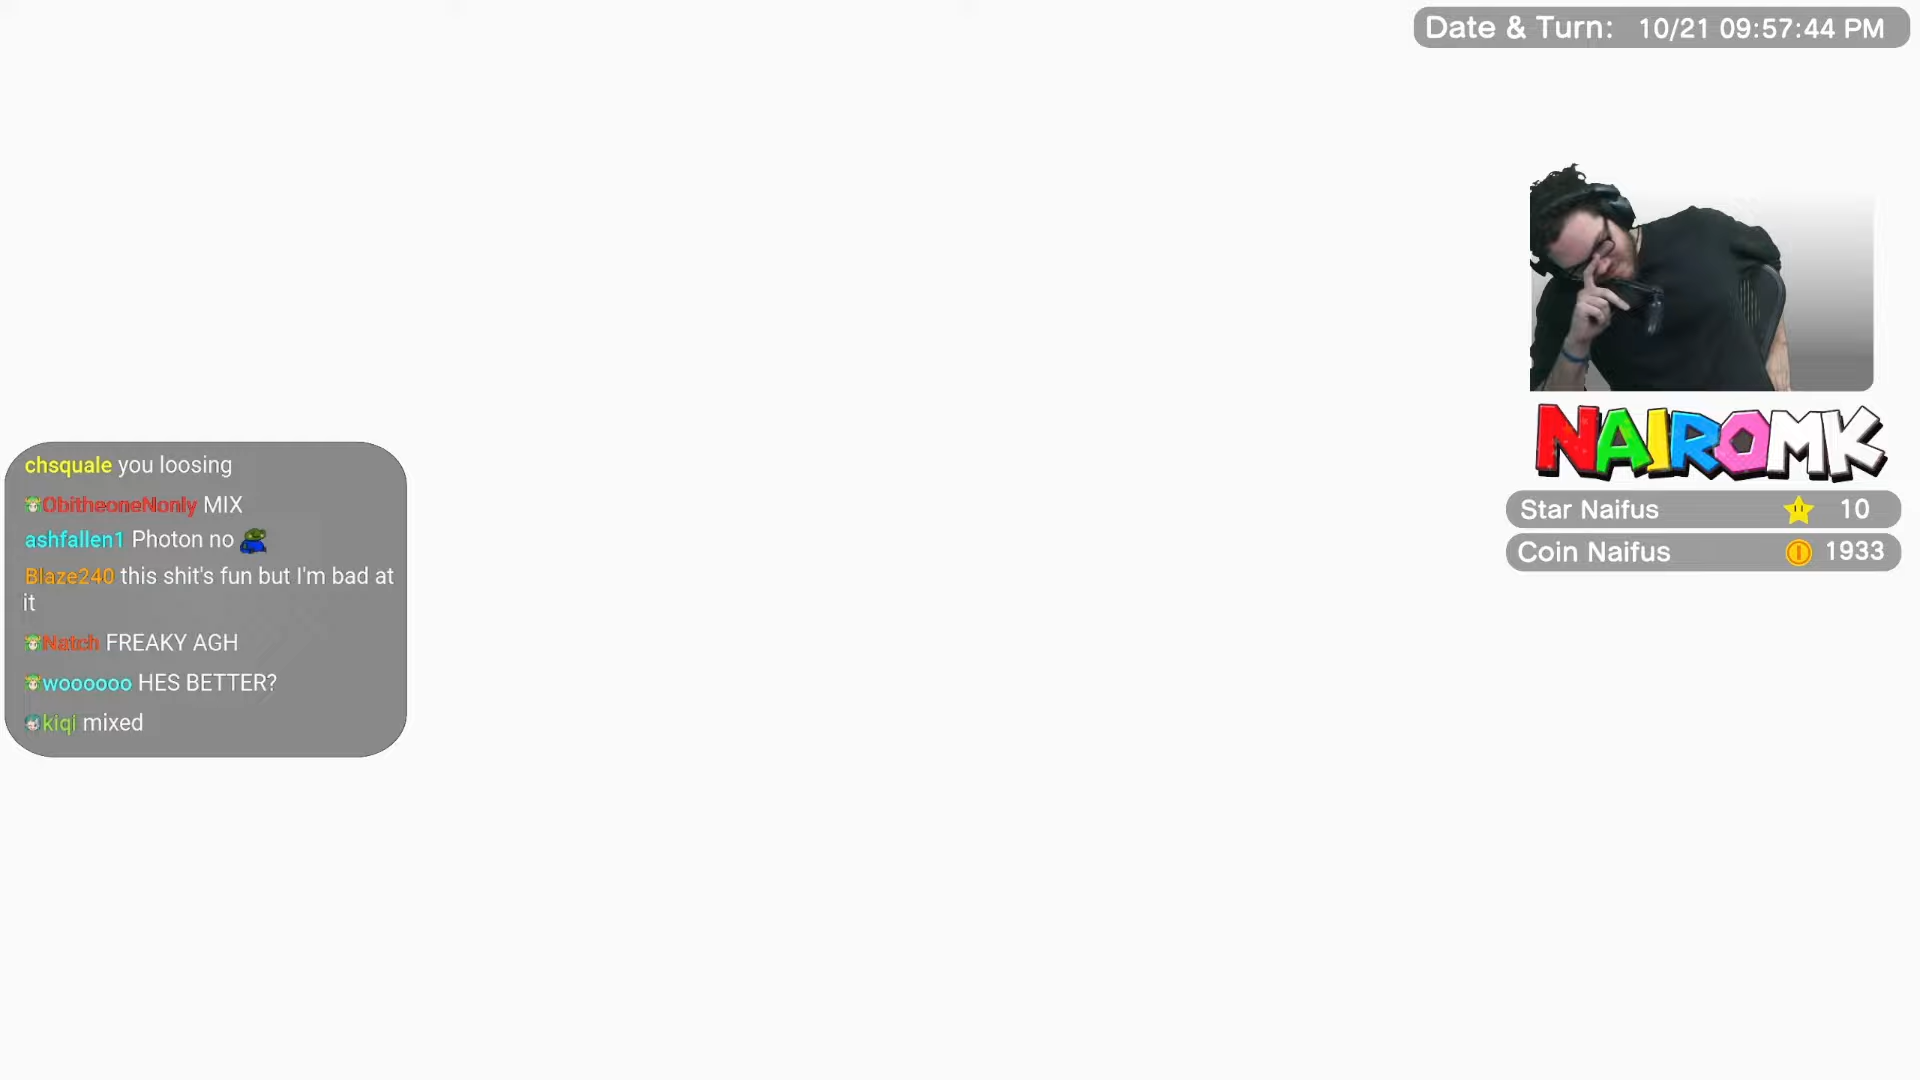 Date & Turn: 10/21 09:57:44 PM
NAIROMK
Star Naifus 10
Coin Naifus 1933
chsquale you loosing
ObitheoneNonly MIX
ashfallen1 Photon no
Blaze240 this shit's fun but I'm bad at
it
Natch FREAKY AGH
woooooo HES BETTER?
kiqi mixed